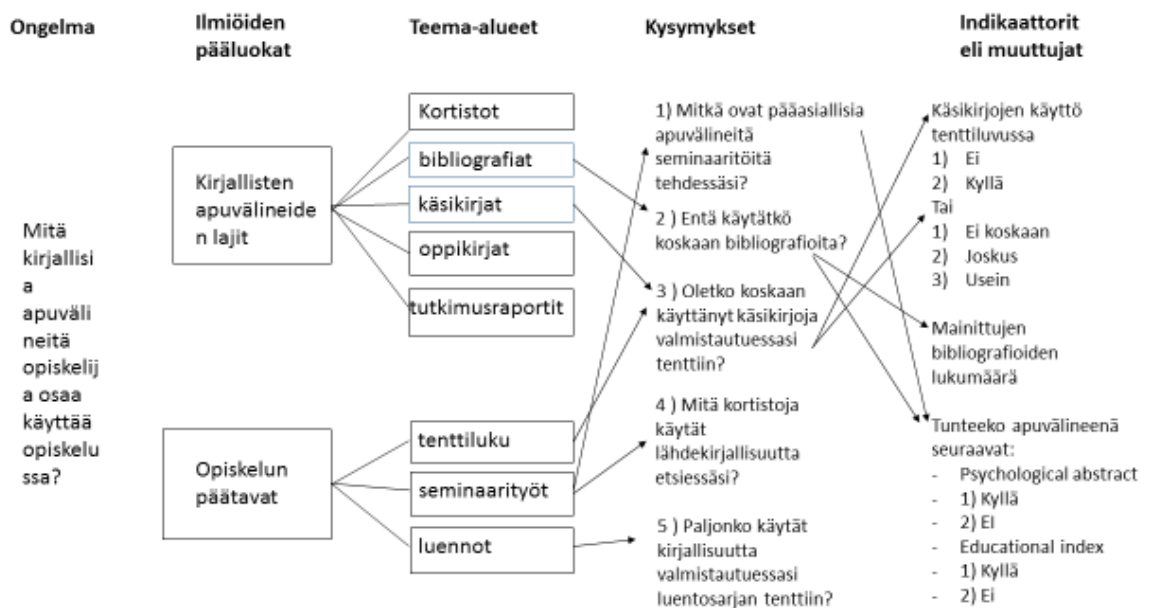 Ongelma
Ilmiöiden
pääluokat
Teema-alueet
Kysymykset
Indikaattorit
eli muuttujat
Mitä
kirjallisi
a
apuväli
neitä
opiskelij
a osaa
käyttää
opiskelu
ssa?
Kirjallisten
apuvälineide
n lajit
Opiskelun
päätavat
Kortistot
bibliografiat
käsikirjat
oppikirjat
tutkimusraportit
tenttiluku
seminaarityöt
luennot
1) Mitkä ovat pääasiallisia
apuvälineitä
seminaaritöitä
tehdessäsi?
2 ) Entä käytätkö
koskaan bibliografioita?
3 ) Oletko koskaan
käyttänyt käsikirjoja
valmistautuessasi
tenttiin?
4 ) Mitä kortistoja
käytät
lähdekirjallisuutta
etsiessäsi?
5 ) Paljonko käytät
kirjallisuutta
valmistautuessasi
luentosarjan tenttiin?
Käsikirjojen käyttö
tenttiluvussa
1) Ei
2) Kyllä
Tai
1) Ei koskaan
2) Joskus
3) Usein
Mainittujen
bibliografioiden
lukumäärä
Tunteeko apuvälineenä
seuraavat:
- Psychological abstract
- 1) Kyllä
- 2) EI
- Educational index
- 1) Kyllä
- 2) Ei